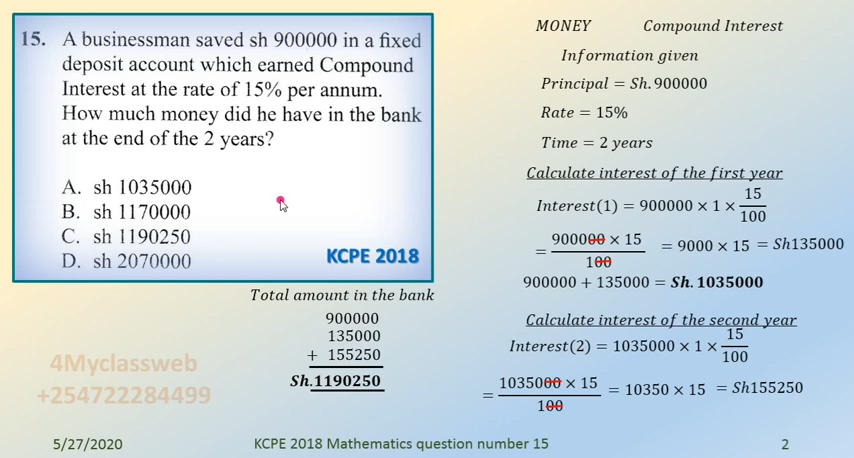 15. A businessman saved sh 900000 in a fixed
deposit account which earned Compound
Interest at the rate of 15% per annum.
How much money did he have in the bank
at the end of the 2 years?
A. sh 1035000
B. sh 1170000
C. sh 1190250
D. sh 2070000
KCPE 2018
Total amount in the bank
900000
135000
+ 155250
Sh.1190250
4Myclassweb
+254722284499
MONEY Compound Interest
Information given
Principal = Sh.900000
Rate = 15%
Time = 2 years
Calculate interest of the first year
Interest(1) = 900000 × 1 × 15/100
= 900000 × 15/100 = 9000 × 15 = Sh135000
900000 + 135000 = Sh.1035000
Calculate interest of the second year
Interest(2) = 1035000 × 1 × 15/100
= 1035000 × 15/100 = 10350 × 15 = Sh155250
5/27/2020 KCPE 2018 Mathematics question number 15 2